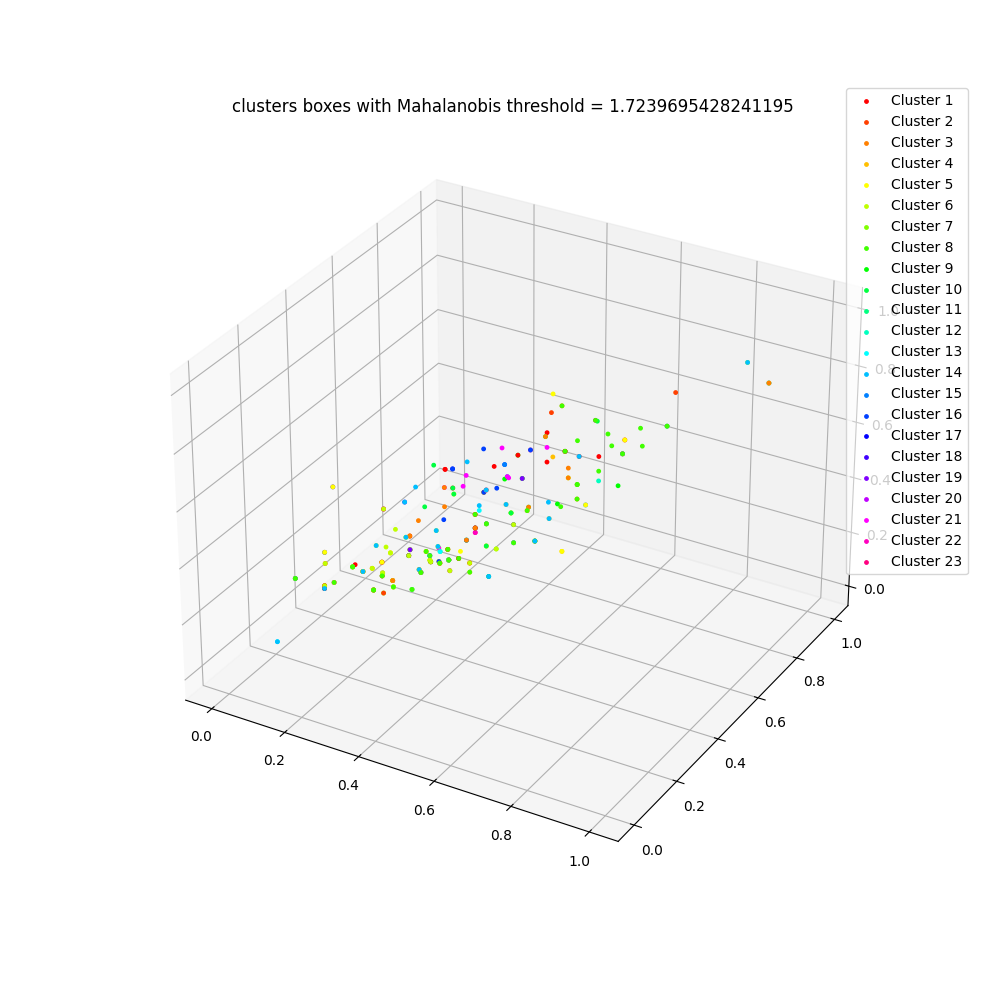 clusters boxes with Mahalanobis threshold = 1.7239695428241195
Cluster 1
Cluster 2
Cluster 3
Cluster 4
Cluster 5
Cluster 6
Cluster 7
Cluster 8
Cluster 9
Cluster 10
Cluster 11
Cluster 12
Cluster 13
Cluster 14
Cluster 15
Cluster 16
Cluster 17
Cluster 18
Cluster 19
Cluster 20
Cluster 21
Cluster 22
Cluster 23
0.8
0.6
0.4
0.2
0.0
1.0
0.8
0.6
0.4
0.2
0.0
0.0
0.2
0.4
0.6
0.8
1.0